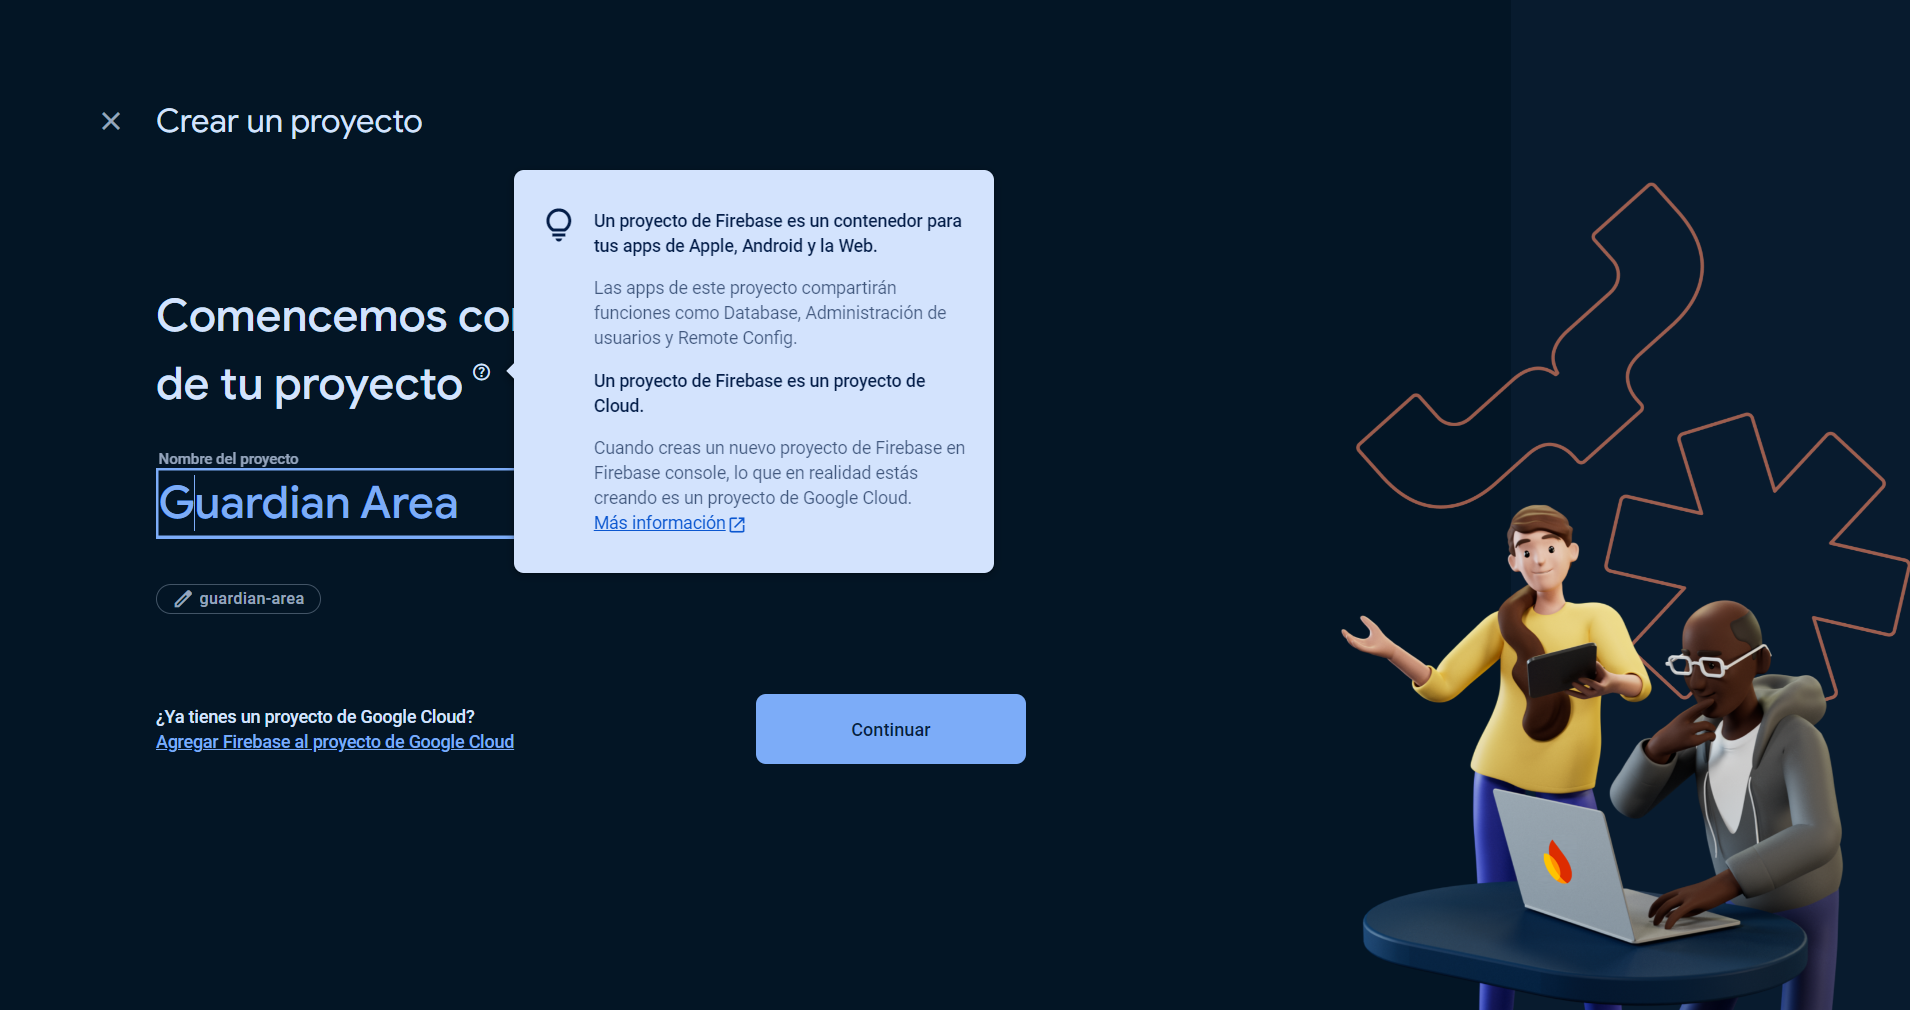 Crear un proyecto
Comencemos con
de tu proyecto
Nombre del proyecto
Guardian Area
guardian-area
Un proyecto de Firebase es un contenedor para
tus apps de Apple, Android y la Web.
Las apps de este proyecto compartirán
funciones como Database, Administración de
usuarios y Remote Config.
Un proyecto de Firebase es un proyecto de
Cloud.
Cuando creas un nuevo proyecto de Firebase en
Firebase console, lo que en realidad estás
creando es un proyecto de Google Cloud.
Más información
¿Ya tienes un proyecto de Google Cloud?
Agregar Firebase al proyecto de Google Cloud
Continuar